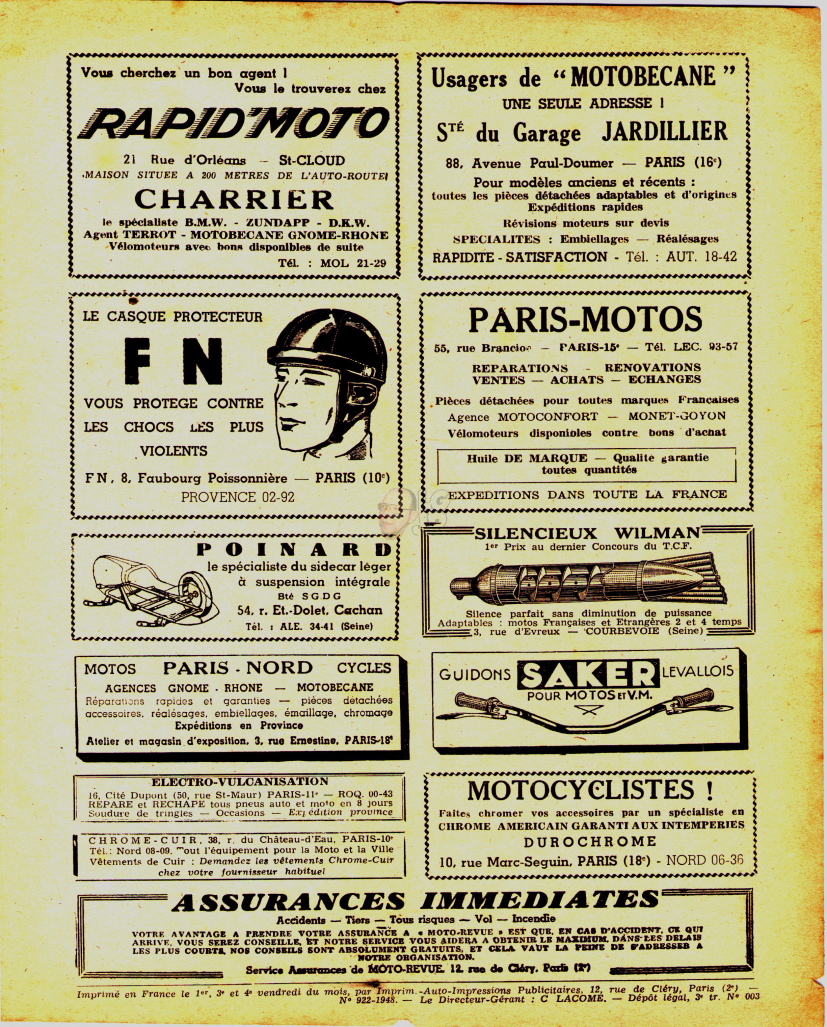 Vous cherchez un bon agent !
Vous le trouverez chez
RAPID'MOTO
21 Rue d'Orléans — St-CLOUD
MAISON SITUEE A 200 METRES DE L'AUTO-ROUTE
CHARRIER
le spécialiste B.M.W. - ZUNDAPP - D.K.W.
Agent TERROT - MOTOBECANE GNOME-RHONE
Vélomoteurs avec bons disponibles de suite
Tél. : MOL 21-29
Usagers de “ MOTOBECANE ”
UNE SEULE ADRESSE !
STÉ du Garage JARDILLIER
88, Avenue Paul-Doumer — PARIS (16e)
Pour modèles anciens et récents :
toutes les pièces détachées adaptables et d'origines
Expéditions rapides
Révisions moteurs sur devis
SPECIALITES : Embiellages — Réalésages
RAPIDITE - SATISFACTION - Tél. : AUT. 18-42
LE CASQUE PROTECTEUR
F N
VOUS PROTEGE CONTRE
LES CHOCS LES PLUS
VIOLENTS
FN, 8, Faubourg Poissonnière — PARIS (10e)
PROVENCE 02-92
PARIS-MOTOS
55, rue Brancion — PARIS-15e — Tél. LEC. 93-57
REPARATIONS - RENOVATIONS
VENTES — ACHATS — ECHANGES
Pièces détachées pour toutes marques Françaises
Agence MOTOCONFORT — MONET-GOYON
Vélomoteurs disponibles contre bons d'achat
Huile DE MARQUE — Qualité garantie
toutes quantités
EXPEDITIONS DANS TOUTE LA FRANCE
POINARD
le spécialiste du sidecar léger
à suspension intégrale
Bté SGDG
54, r. Et.-Dolet, Cachan
Tél. : ALE. 34-41 (Seine)
SILENCIEUX WILMAN
1er Prix au dernier Concours du T.C.F.
Silence parfait sans diminution de puissance
Adaptables : motos Françaises et Etrangères 2 et 4 temps
3, rue d'Evreux — COURBEVOIE (Seine)
MOTOS PARIS-NORD CYCLES
AGENCES GNOME-RHONE — MOTOBECANE
Réparations rapides et garanties — pièces détachées
accessoires, réalésages, embiellages, émaillage, chromage
Expéditions en Province
Atelier et magasin d'exposition, 3, rue Ernestine, PARIS-18e
GUIDONS SAKER LEVALLOIS
POUR MOTOS ET V.M.
ELECTRO-VULCANISATION
16, Cité Dupont (50, rue St-Maur) PARIS-11e — ROQ. 00-43
REPARE et RECHAPE tous pneus auto et moto en 8 jours
Soudure de tringles — Occasions — Expédition province
CHROME-CUIR, 38, r. du Château-d'Eau, PARIS-10e
Tél.: Nord 08-09. Tout l'équipement pour la Moto et la Ville
Vêtements de Cuir : Demandez les vêtements Chrome-Cuir
chez votre fournisseur habituel
MOTOCYCLISTES !
Faites chromer vos accessoires par un spécialiste en
CHROME AMERICAIN GARANTI AUX INTEMPERIES
DUROCHROME
10, rue Marc-Seguin, PARIS (18e) - NORD 06-36
ASSURANCES IMMEDIATES
Accidents — Tiers — Tous risques — Vol — Incendie
VOTRE AVANTAGE A PRENDRE VOTRE ASSURANCE A « MOTO-REVUE » EST QUE, EN CAS D'ACCIDENT, CE QUI
ARRIVE, VOUS SEREZ CONSEILLE, ET NOTRE SERVICE VOUS AIDERA A OBTENIR LE MAXIMUM, DANS LES DELAIS
LES PLUS COURTS. NOS CONSEILS SONT ABSOLUMENT GRATUITS, ET CELA VAUT LA PEINE DE S'ADRESSER A
NOTRE ORGANISATION.
Service Assurances de MOTO-REVUE, 12, rue de Cléry, Paris (2e)
Imprimé en France le 1er, 3e et 4e vendredi du mois, par Imprim.-Auto-Impressions Publicitaires, 12, rue de Cléry, Paris (2e) —
No 922-1948. — Le Directeur-Gérant : C LACOME. — Dépôt légal, 3e tr. No 003